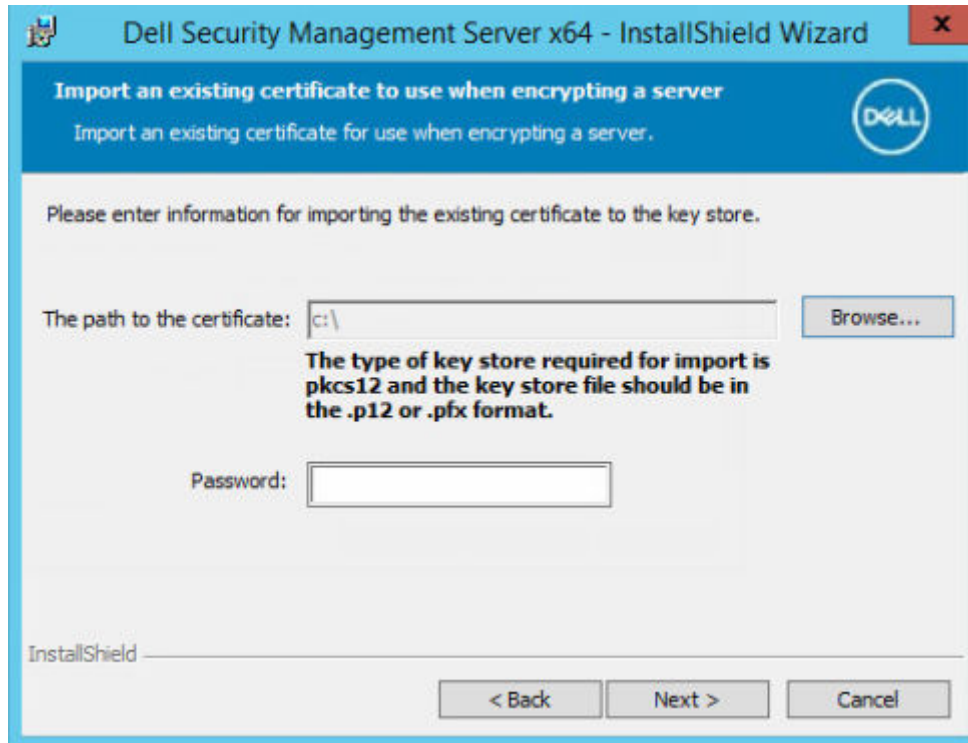 Dell Security Management Server x64 - InstallShield Wizard
x
Import an existing certificate to use when encrypting a server
Import an existing certificate for use when encrypting a server.
DELL
Please enter information for importing the existing certificate to the key store.
The path to the certificate: c:\ Browse...
The type of key store required for import is
pkcs12 and the key store file should be in
the .p12 or .pfx format.
Password:
InstallShield
< Back Next > Cancel